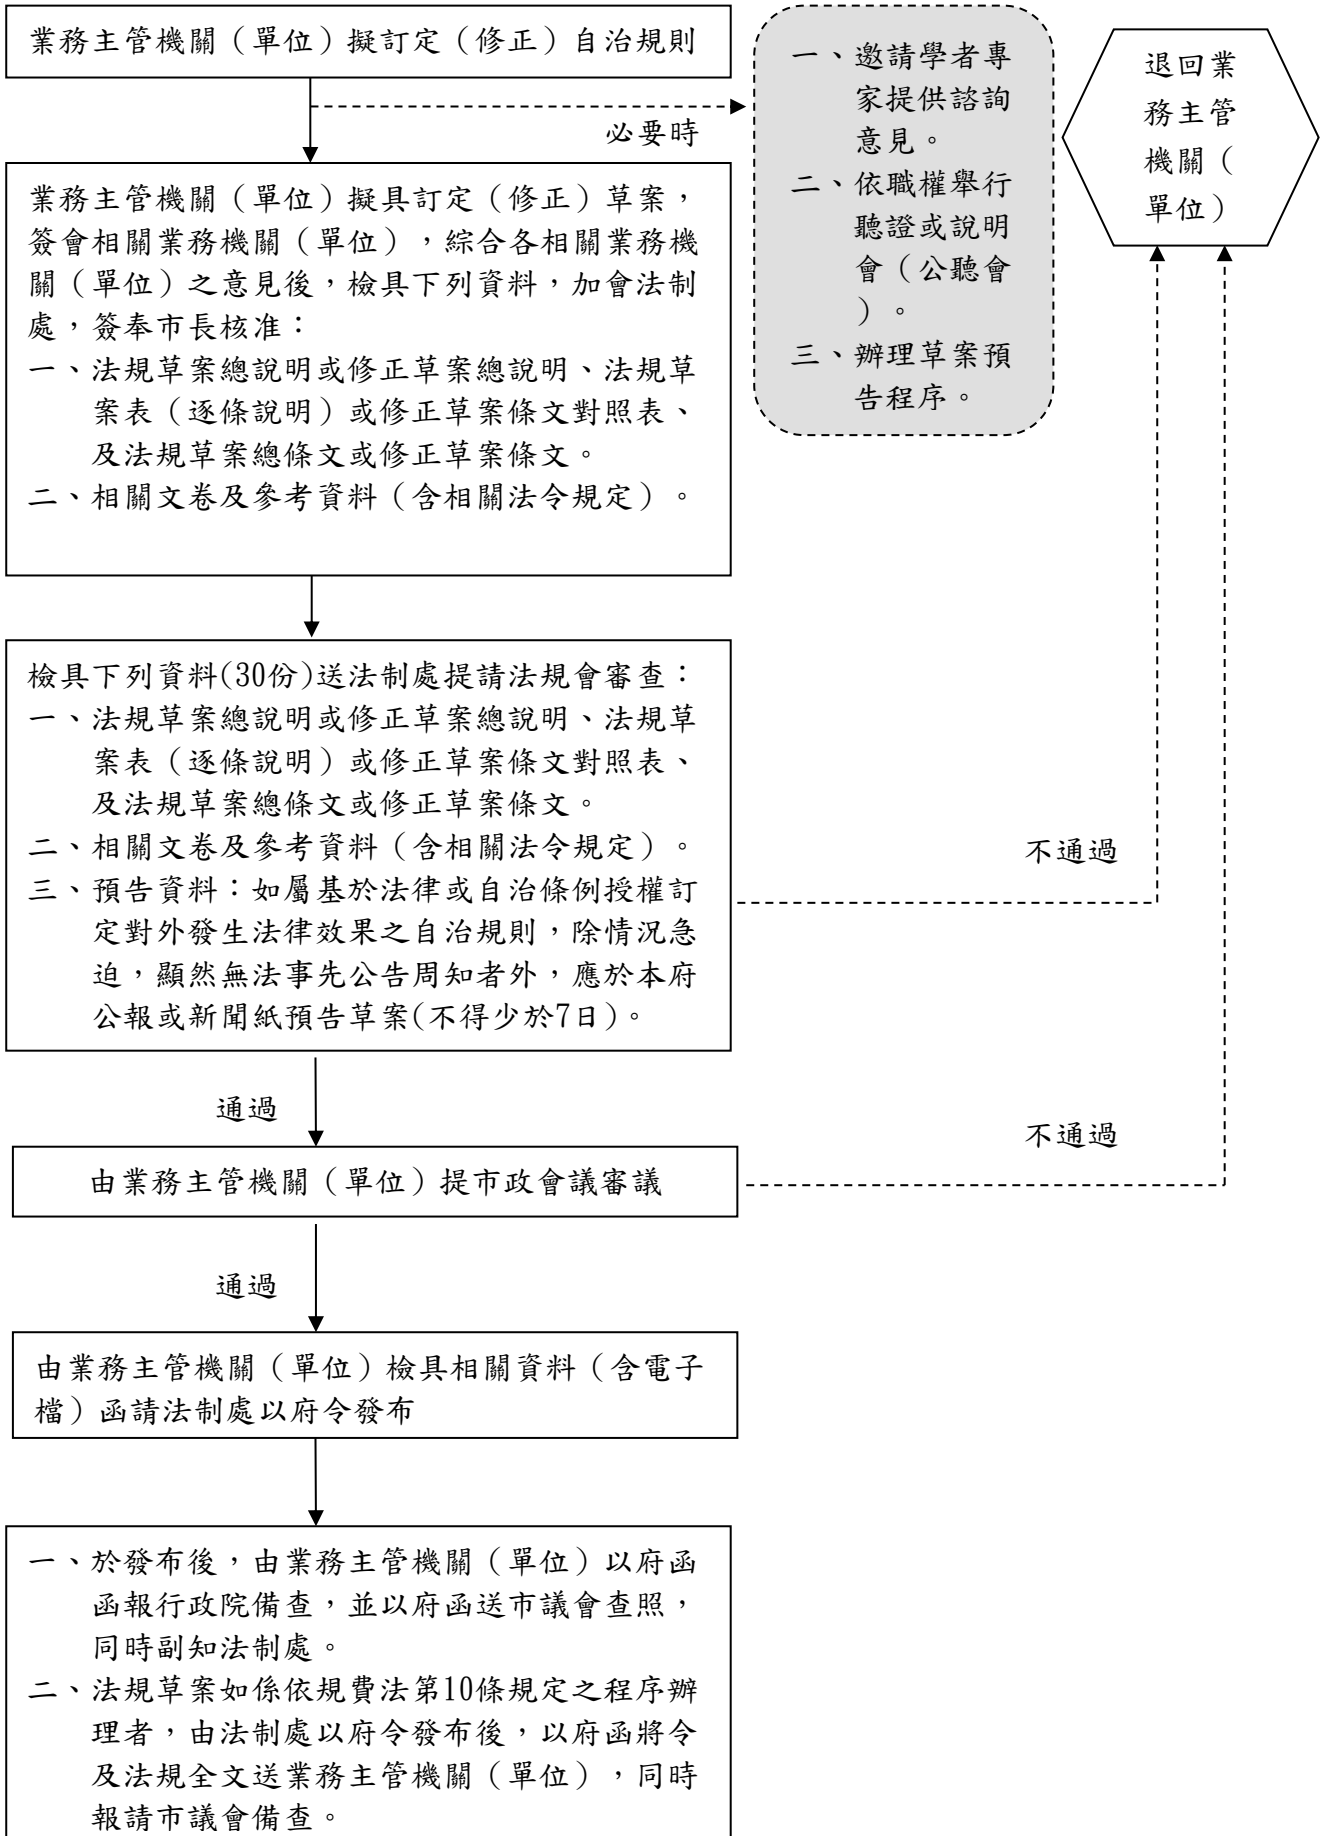 業務主管機關（單位）擬訂定（修正）自治規則
必要時
一、邀請學者專
家提供諮詢
意見。
二、依職權舉行
聽證或說明
會（公聽會
）。
三、辦理草案預
告程序。
退回業
務主管
機關（
單位）
業務主管機關（單位）擬具訂定（修正）草案，
簽會相關業務機關（單位），綜合各相關業務機
關（單位）之意見後，檢具下列資料，加會法制
處，簽奉市長核准：
一、法規草案總說明或修正草案總說明、法規草
案表（逐條說明）或修正草案條文對照表、
及法規草案總條文或修正草案條文。
二、相關文卷及參考資料（含相關法令規定）。
檢具下列資料(30份)送法制處提請法規會審查：
一、法規草案總說明或修正草案總說明、法規草
案表（逐條說明）或修正草案條文對照表、
及法規草案總條文或修正草案條文。
二、相關文卷及參考資料（含相關法令規定）。
三、預告資料：如屬基於法律或自治條例授權訂
定對外發生法律效果之自治規則，除情況急
迫，顯然無法事先公告周知者外，應於本府
公報或新聞紙預告草案(不得少於7日)。
不通過
通過
由業務主管機關（單位）提市政會議審議
不通過
通過
由業務主管機關（單位）檢具相關資料（含電子
檔）函請法制處以府令發布
一、於發布後，由業務主管機關（單位）以府函
函報行政院備查，並以府函送市議會查照，
同時副知法制處。
二、法規草案如係依規費法第10條規定之程序辦
理者，由法制處以府令發布後，以府函將令
及法規全文送業務主管機關（單位），同時
報請市議會備查。